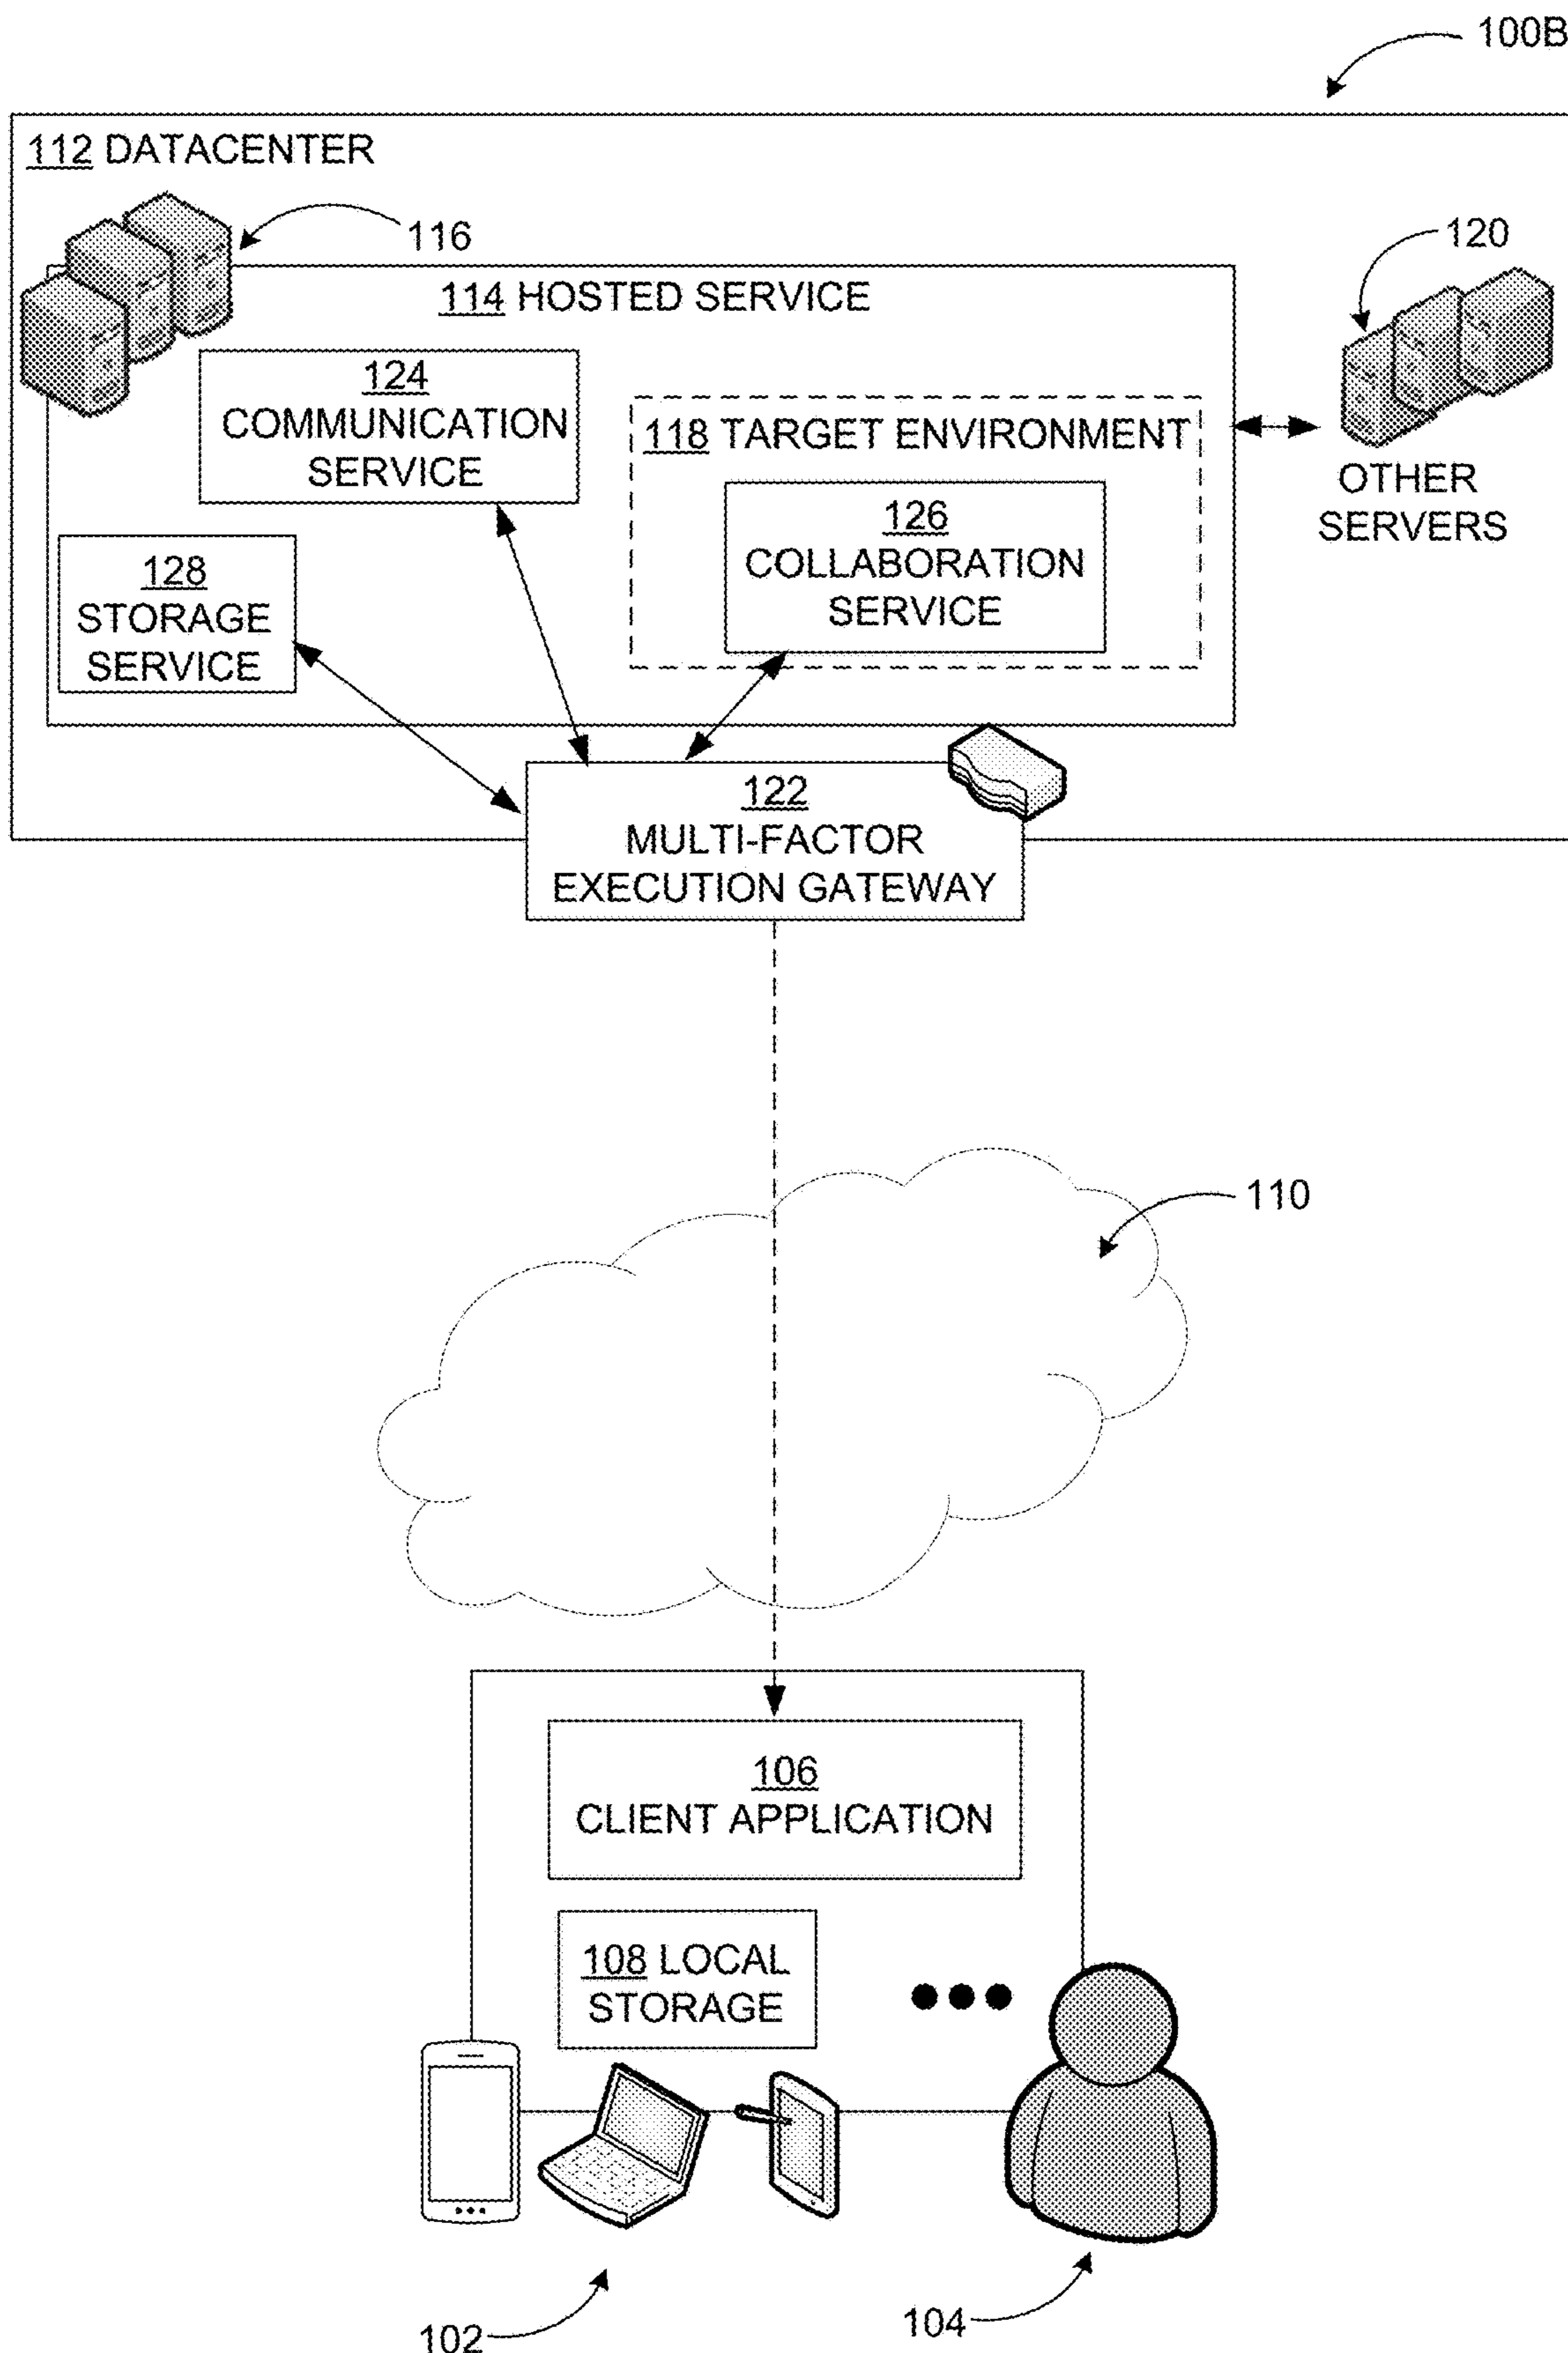 100B
112 DATACENTER
116
120
114 HOSTED SERVICE
124
COMMUNICATION
SERVICE
118 TARGET ENVIRONMENT
OTHER
SERVERS
126
COLLABORATION
SERVICE
128
STORAGE
SERVICE
122
MULTI-FACTOR
EXECUTION GATEWAY
110
106
CLIENT APPLICATION
108 LOCAL
STORAGE
102
104